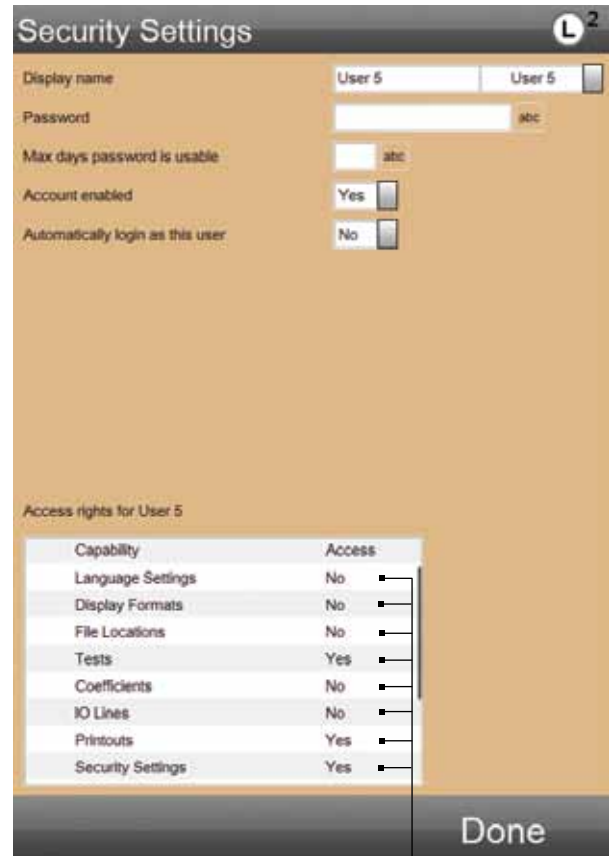 Security Settings L 2
Display name User 5 User 5
Password abc
Max days password is usable abc
Account enabled Yes
Automatically login as this user No
Access rights for User 5
Capability Access
Language Settings No
Display Formats No
File Locations No
Tests Yes
Coefficients No
IO Lines No
Printouts Yes
Security Settings Yes
Done